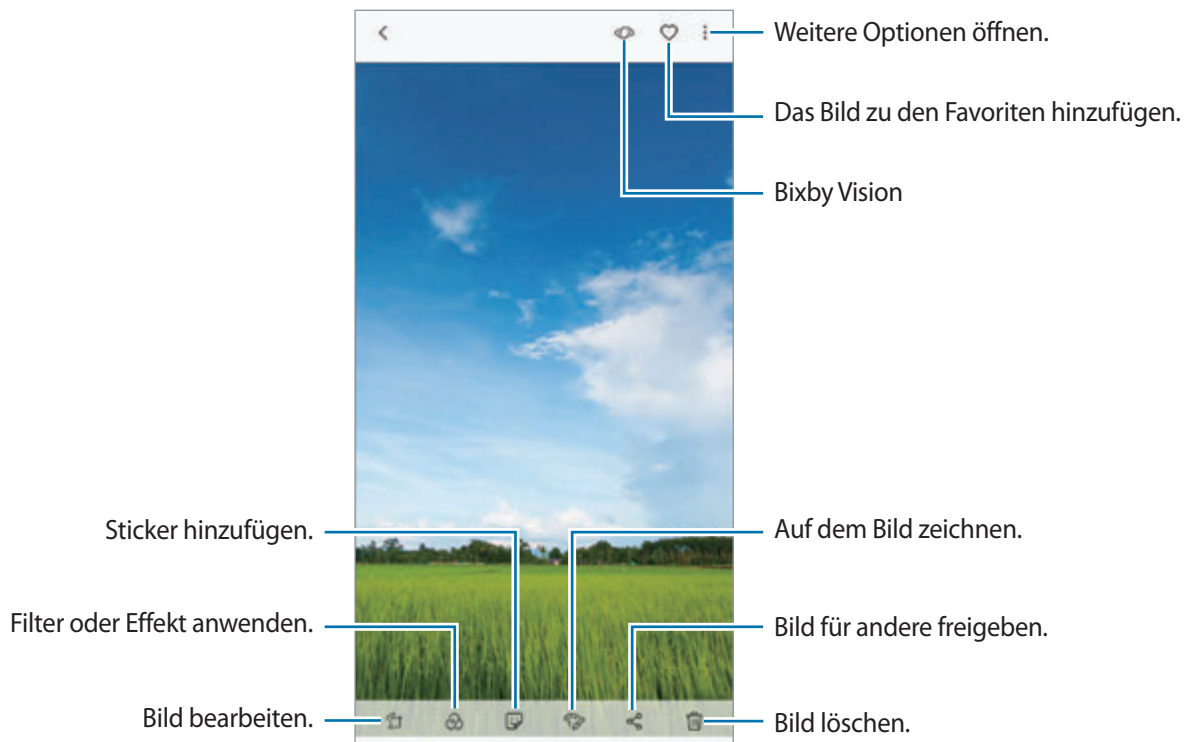 Weitere Optionen öffnen.
Das Bild zu den Favoriten hinzufügen.
Bixby Vision
Sticker hinzufügen.
Auf dem Bild zeichnen.
Filter oder Effekt anwenden.
Bild für andere freigeben.
Bild bearbeiten.
Bild löschen.